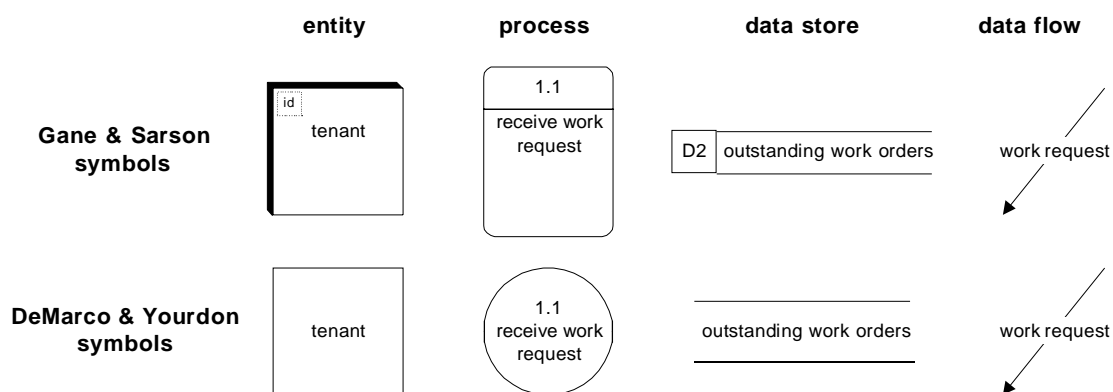 entity process data store data flow
Gane & Sarson
symbols
id
tenant
1.1
receive work
request
D2 outstanding work orders
work request
DeMarco & Yourdon
symbols
tenant
1.1
receive work
request
outstanding work orders
work request